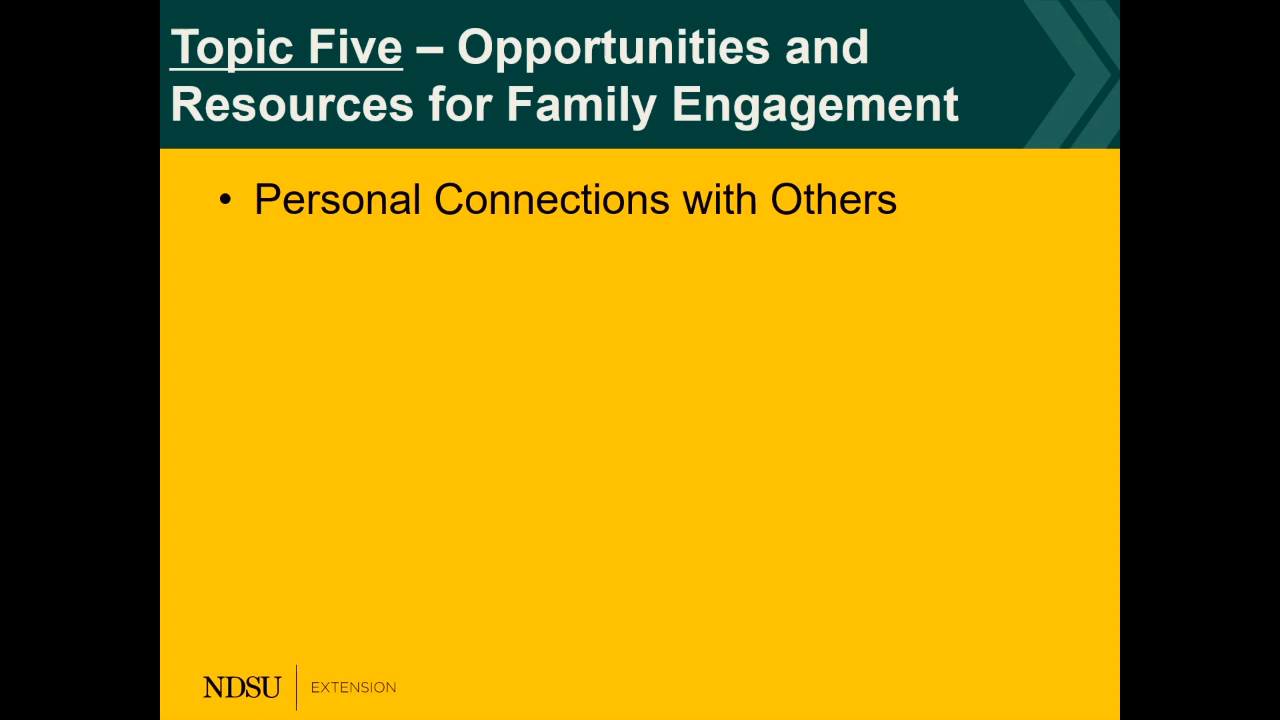 Topic Five – Opportunities and
Resources for Family Engagement
• Personal Connections with Others
NDSU | EXTENSION